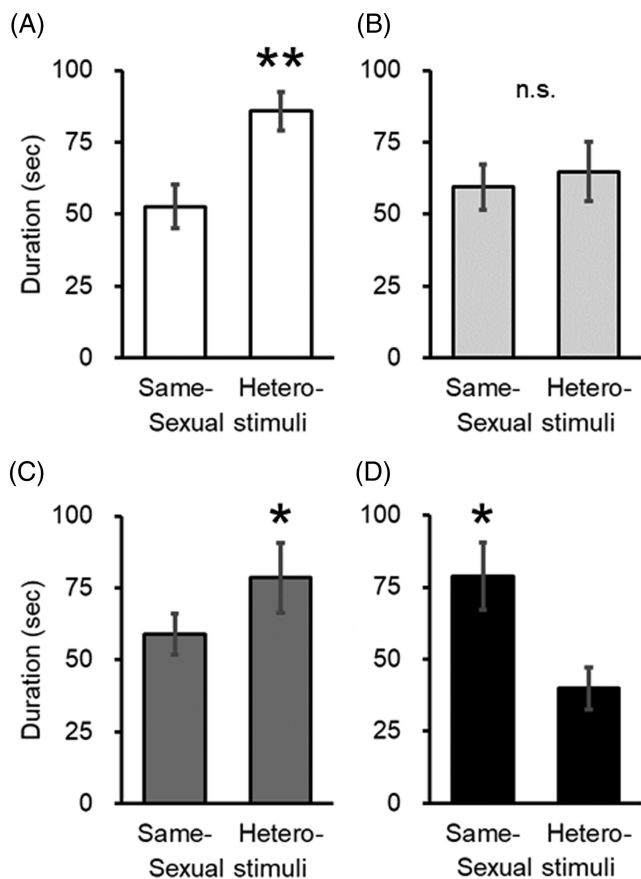 (A)
Duration (sec)
100
75
50
25
0
**
Same- Hetero-
Sexual stimuli
(B)
100
75
50
25
0
n.s.
Same- Hetero-
Sexual stimuli
(C)
Duration (sec)
100
75
50
25
0
*
Same- Hetero-
Sexual stimuli
(D)
100
75
50
25
0
*
Same- Hetero-
Sexual stimuli